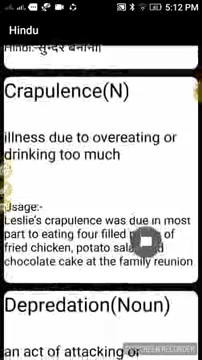 5:12 PM
Hindu
Hindi:-सुन्दर बनाना
Crapulence(N)
illness due to overeating or
drinking too much
Usage:-
Leslie's crapulence was due in most
part to eating four filled of
fried chicken, potato
chocolate cake at the family reunion
Depredation(Noun)
an act of attacking or